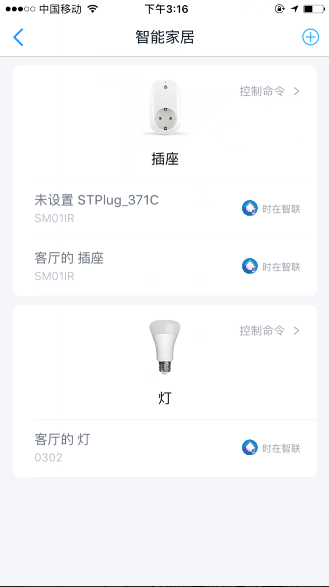 中国移动 下午3:16
智能家居
控制命令
插座
未设置 STPlug_371C
SM01IR
时在智联
客厅的 插座
SM01IR
时在智联
控制命令
灯
客厅的 灯
0302
时在智联